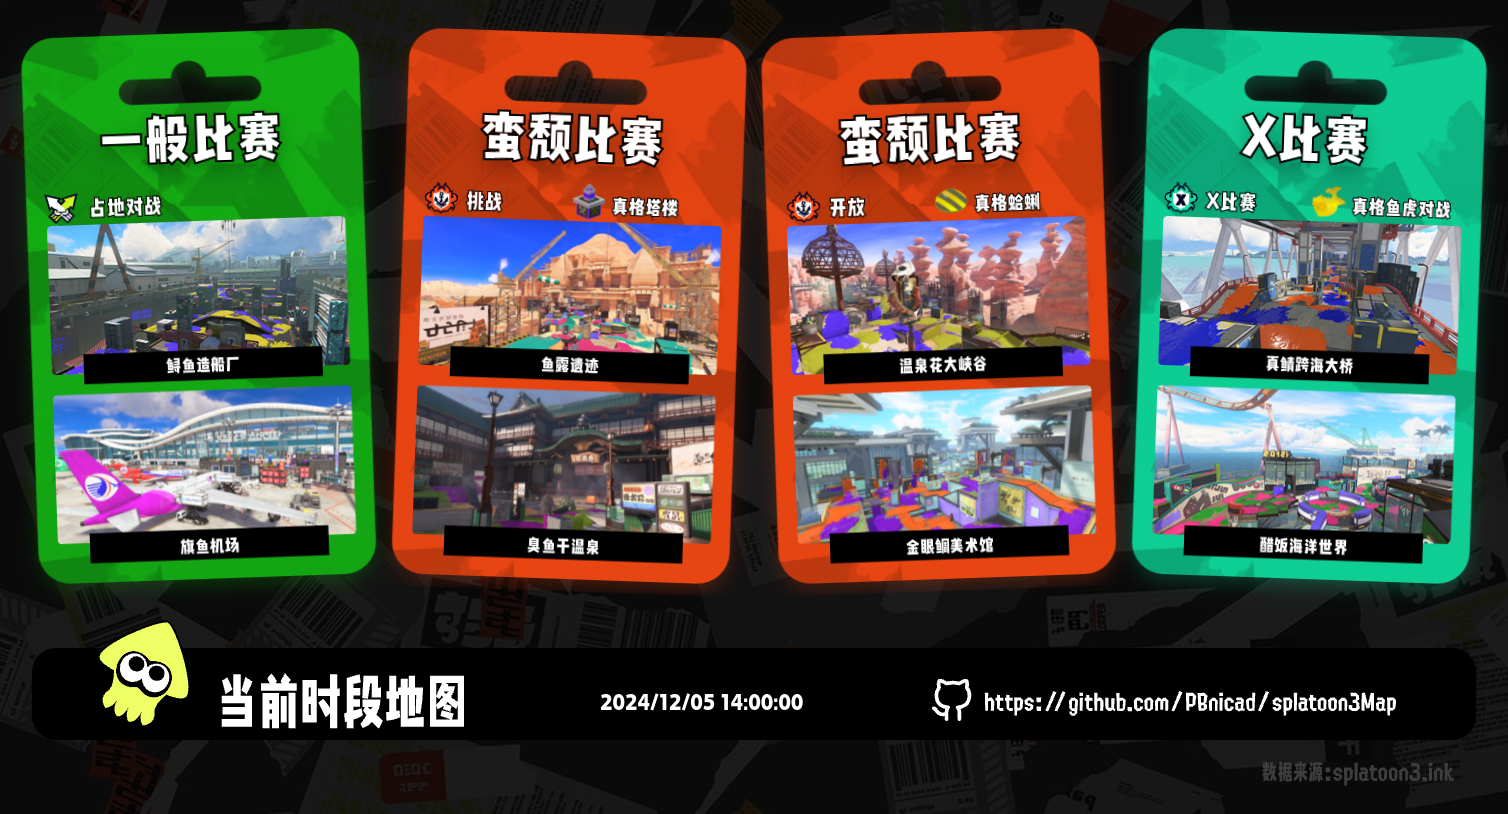 一般比赛
占地对战
鲟鱼造船厂
旗鱼机场
蛮颓比赛
挑战
真格塔楼
鱼露遗迹
臭鱼干温泉
蛮颓比赛
开放
真格蛤蜊
温泉花大峡谷
金眼鲷美术馆
X比赛
X比赛
真格鱼虎对战
真鲭跨海大桥
醋饭海洋世界
当前时段地图
2024/12/05 14:00:00
https://github.com/PBnicad/splatoon3Map
数据来源:splatoon3.ink